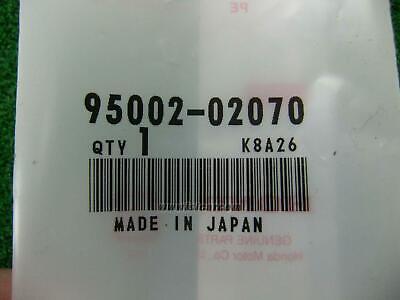 PE
95002-02070
QTY 1 K8A26
MADE IN JAPAN
GENUINE PARTS
Honda Motor Co.